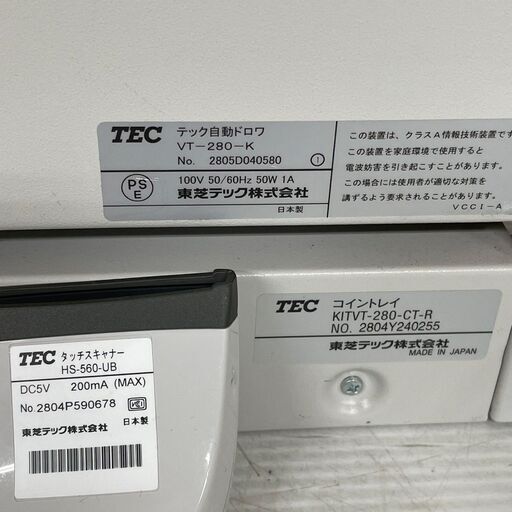 TEC テック自動ドロワ
VT-280-K
No. 2805D040580
PS E 100V 50/60Hz 50W 1A
東芝テック株式会社
日本製
この装置は、クラスA情報技術装置です
この装置を家庭環境で使用すると
電波妨害を引き起こすことがあります
この場合には使用者が適切な対策を
講ずるよう要求されることがあります。
VCCI-A
TEC コイントレイ
KITVT-280-CT-R
NO. 2804Y240255
東芝テック株式会社
MADE IN JAPAN
TEC タッチスキャナー
HS-560-UB
DC5V 200mA (MAX)
No.2804P590678
日本製
東芝テック株式会社